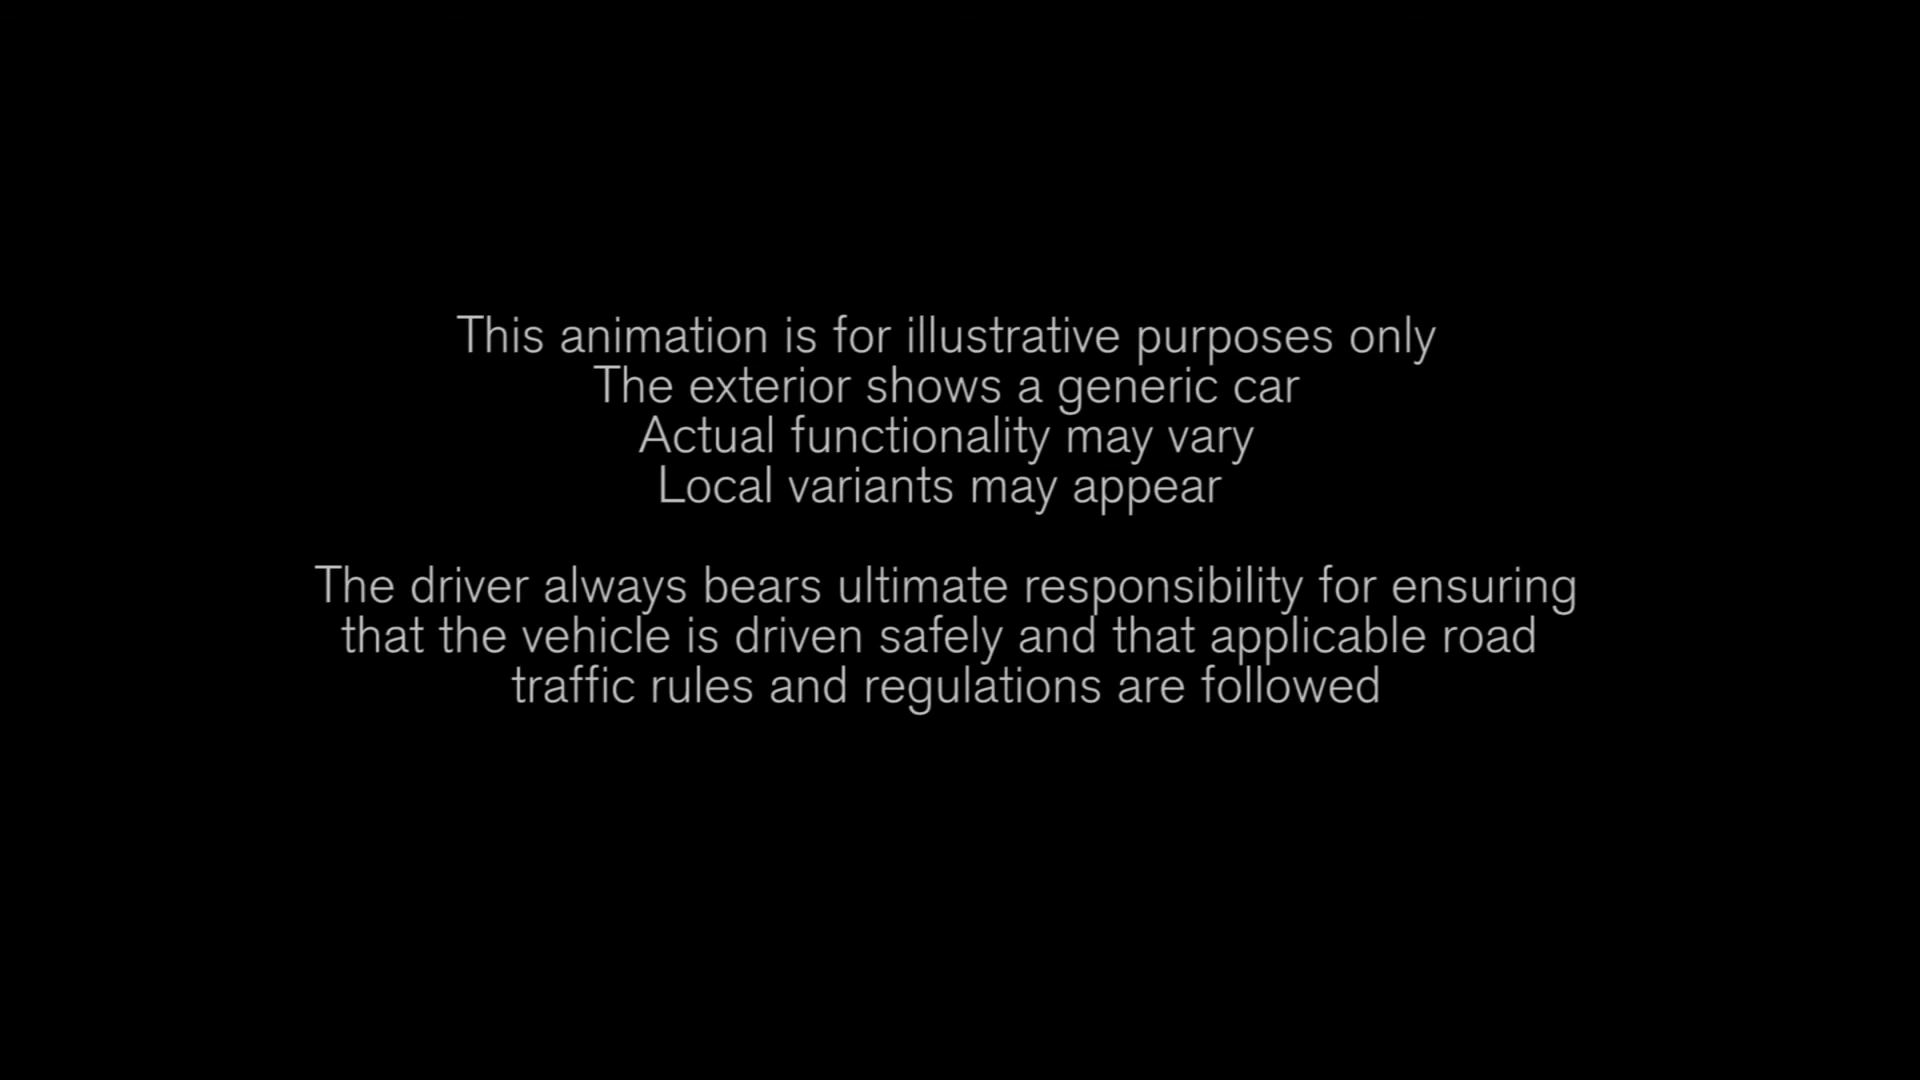 This animation is for illustrative purposes only
The exterior shows a generic car
Actual functionality may vary
Local variants may appear
The driver always bears ultimate responsibility for ensuring
that the vehicle is driven safely and that applicable road
traffic rules and regulations are followed